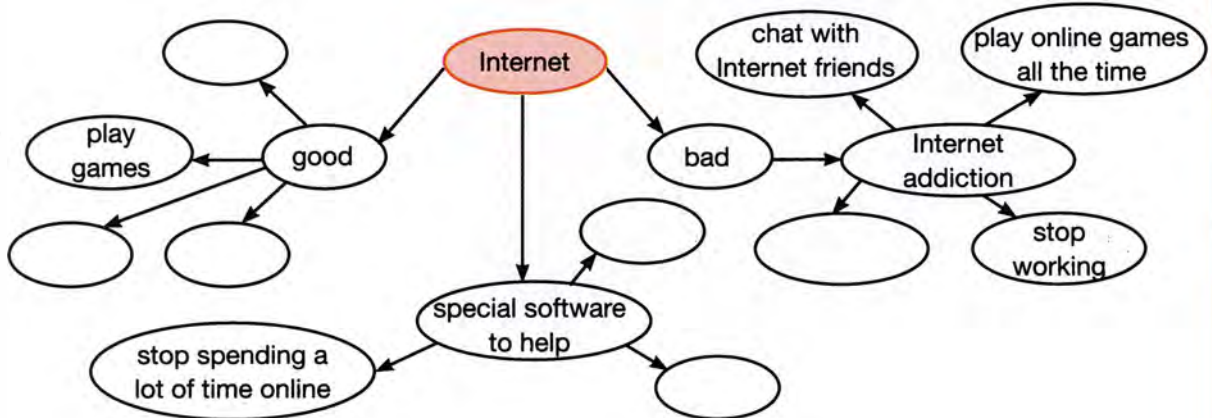 Internet
good
play
games
bad
Internet
addiction
chat with
Internet friends
play online games
all the time
stop
working
special software
to help
stop spending a
lot of time online